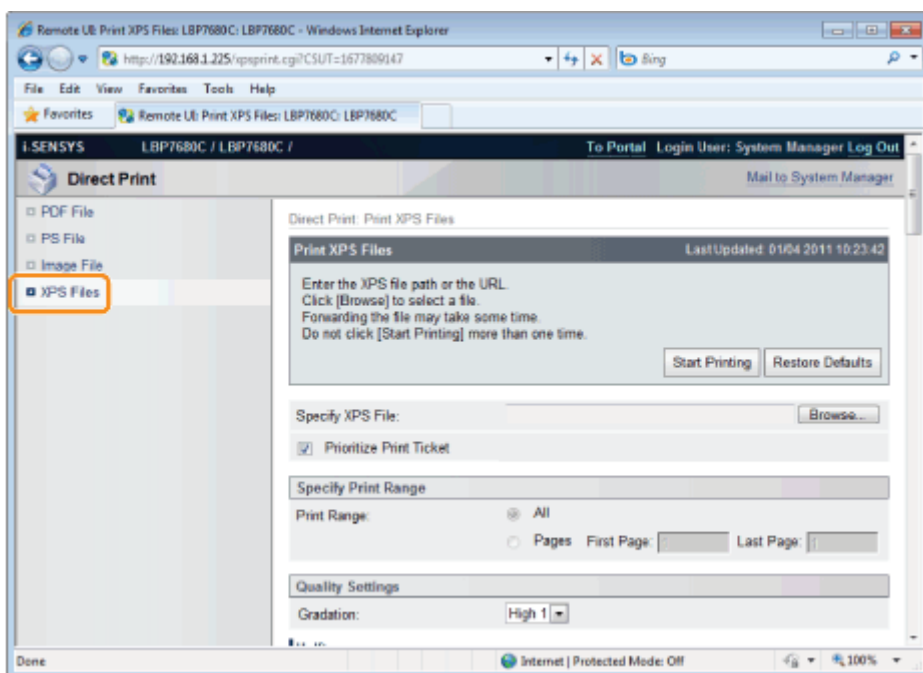 Remote UI: Print XPS Files: LBP7680C: LBP7680C - Windows Internet Explorer
http://192.168.1.225/xpsprint.cgi?CSUT=1677809147
Bing
File Edit View Favorites Tools Help
Favorites
Remote UI: Print XPS Files: LBP7680C: LBP7680C
i-SENSYS LBP7680C / LBP7680C / To Portal Login User: System Manager Log Out
Direct Print
Mail to System Manager
PDF File
PS File
Image File
XPS Files
Direct Print: Print XPS Files
Print XPS Files Last Updated: 01/04 2011 10:23:42
Enter the XPS file path or the URL.
Click [Browse] to select a file.
Forwarding the file may take some time.
Do not click [Start Printing] more than one time.
Start Printing Restore Defaults
Specify XPS File: Browse...
Prioritize Print Ticket
Specify Print Range
Print Range: All
Pages First Page: Last Page:
Quality Settings
Gradation: High 1
Done Internet | Protected Mode: Off 100%